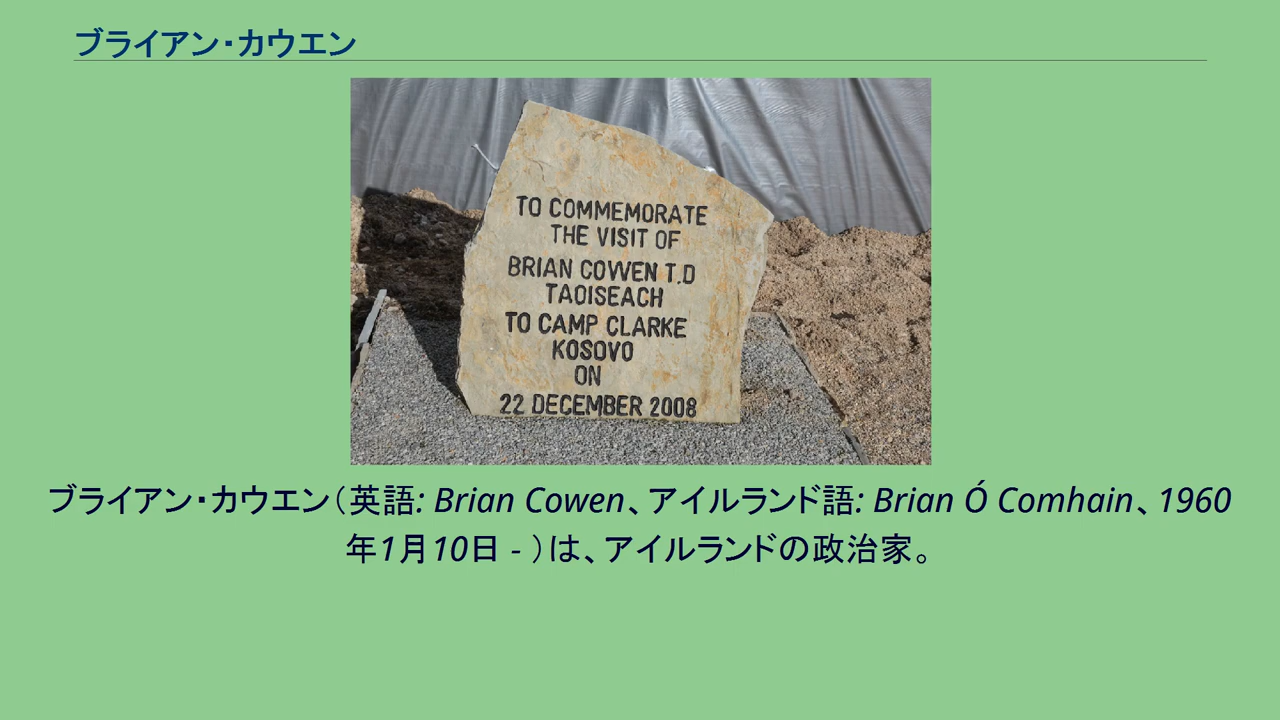 ブライアン・カウエン
TO COMMEMORATE
THE VISIT OF
BRIAN COWEN T.D
TAOISEACH
TO CAMP CLARKE
KOSOVO
ON
22 DECEMBER 2008
ブライアン・カウエン（英語: Brian Cowen、アイルランド語: Brian Ó Comhain、1960
年1月10日 - ）は、アイルランドの政治家。